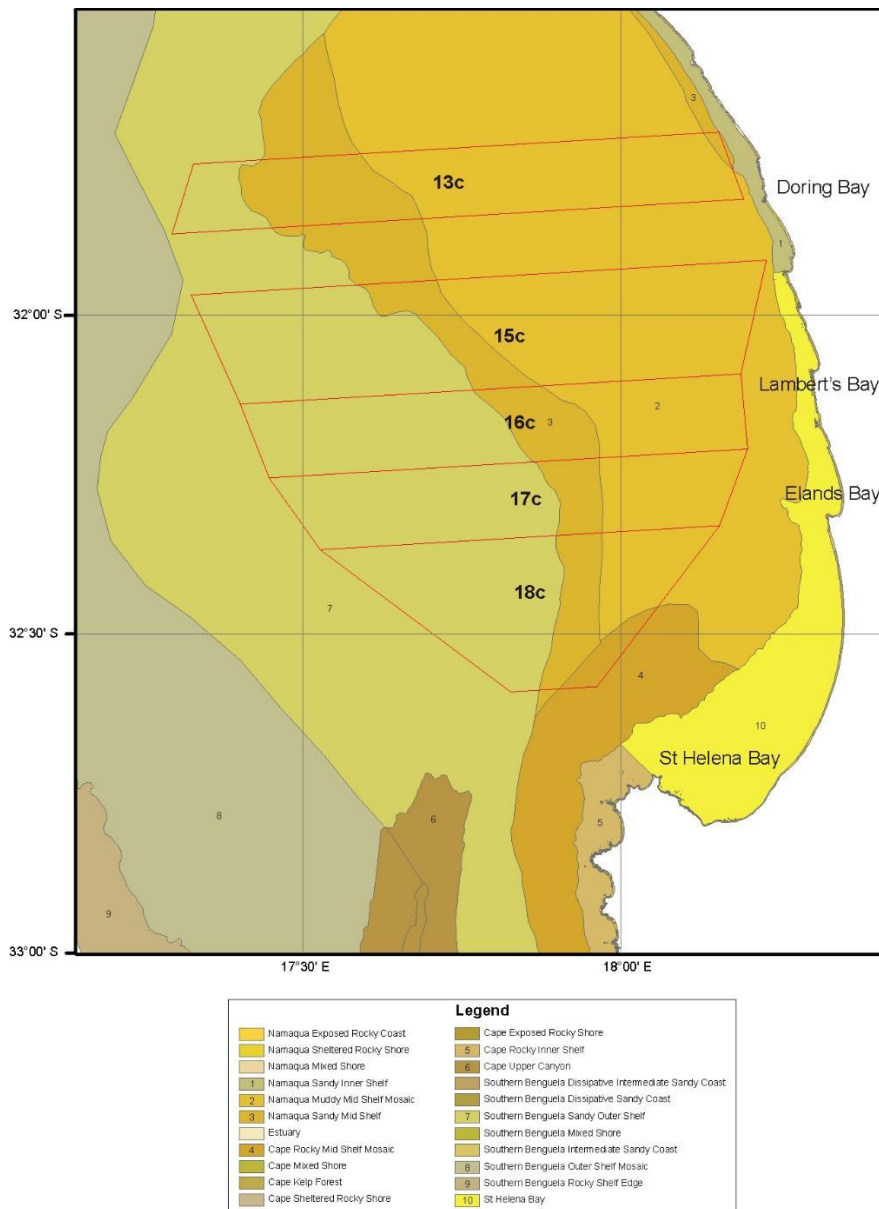 3
13c
Doring Bay
1
32°00' S
15c
Lambert's Bay
2
16c
3
Elands Bay
17c
18c
7
32°30' S
4
10
St Helena Bay
8
6
5
9
33°00' S
17°30' E
18°00' E
Legend
Namaqua Exposed Rocky Coast
Namaqua Sheltered Rocky Shore
Namaqua Mixed Shore
1 Namaqua Sandy Inner Shelf
2 Namaqua Muddy Mid Shelf Mosaic
3 Namaqua Sandy Mid Shelf
Estuary
4 Cape Rocky Mid Shelf Mosaic
Cape Mixed Shore
Cape Kelp Forest
Cape Sheltered Rocky Shore
Cape Exposed Rocky Shore
5 Cape Rocky Inner Shelf
6 Cape Upper Canyon
Southern Benguela Dissipative Intermediate Sandy Coast
Southern Benguela Dissipative Sandy Coast
7 Southern Benguela Sandy Outer Shelf
Southern Benguela Mixed Shore
Southern Benguela Intermediate Sandy Coast
8 Southern Benguela Outer Shelf Mosaic
9 Southern Benguela Rocky Shelf Edge
10 St Helena Bay